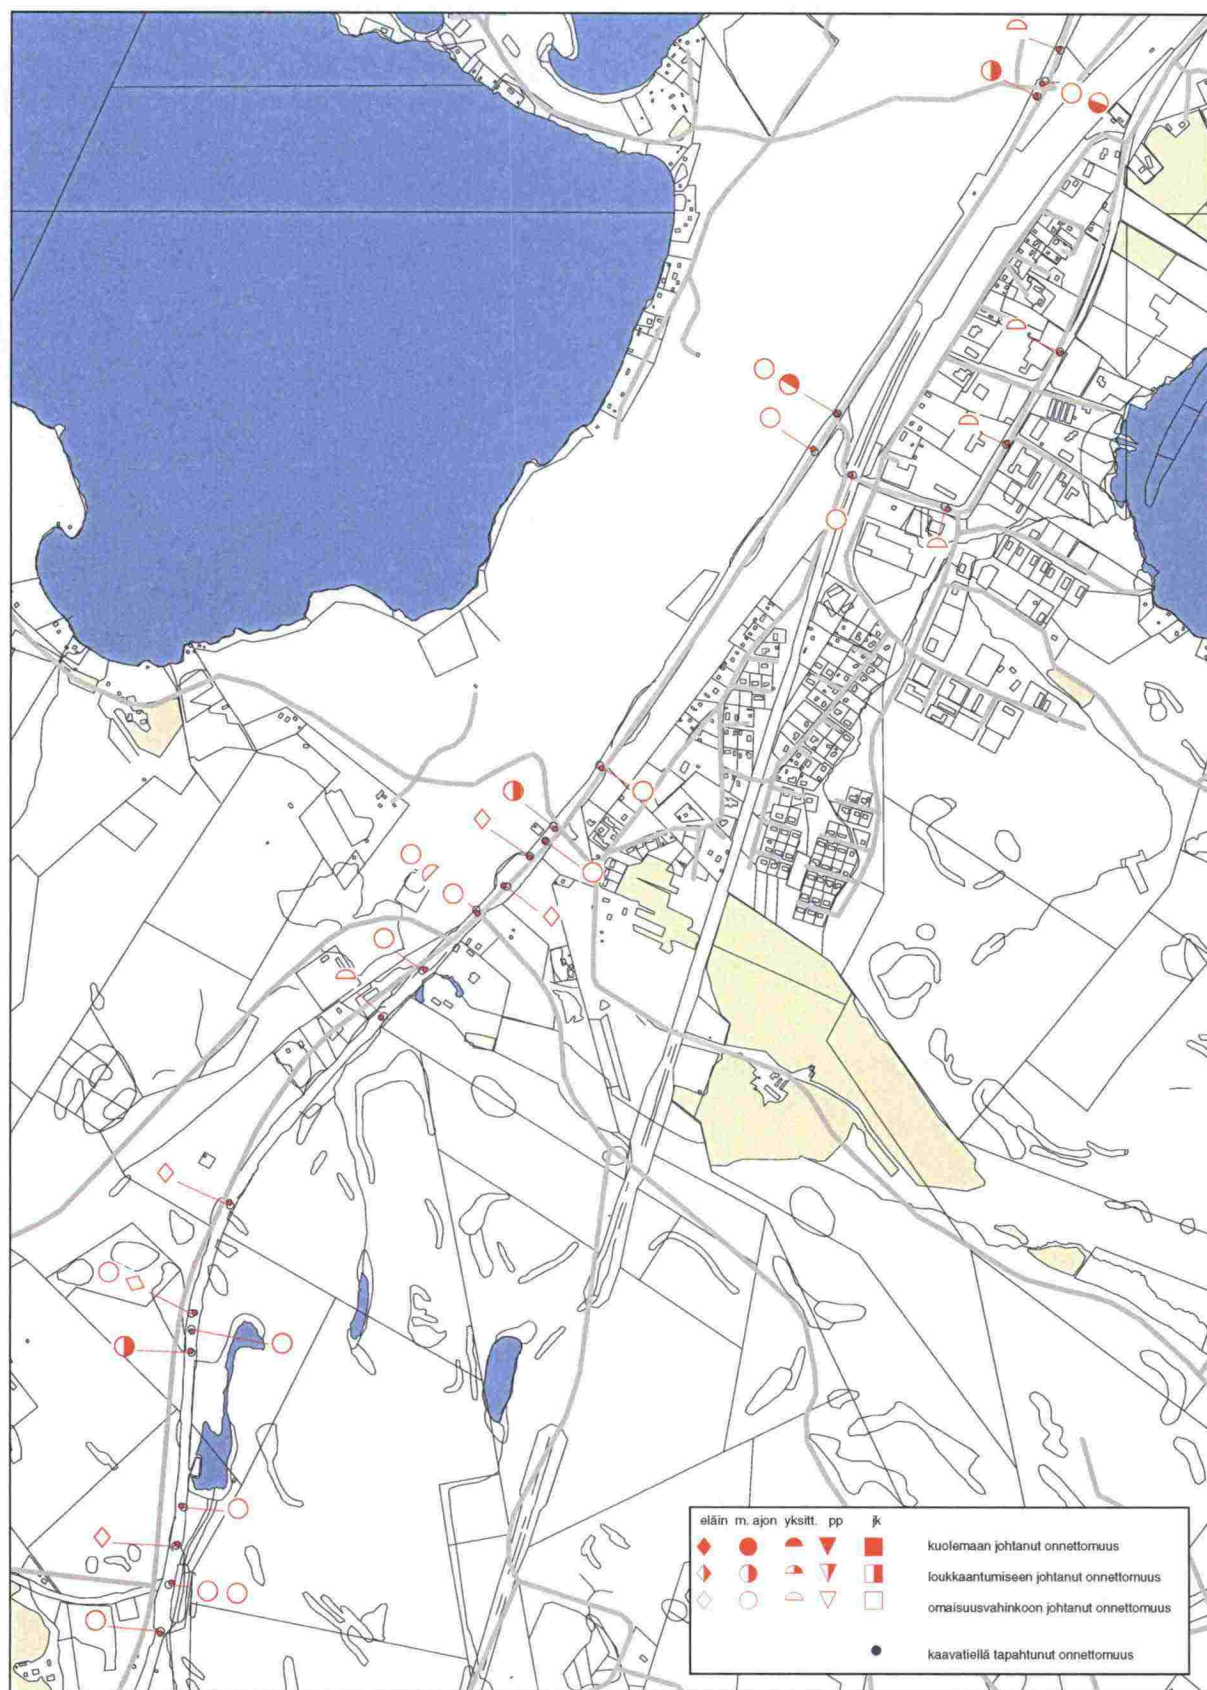 eläin m. ajon yksitt. pp jk
kuolemaan johtanut onnettomuus
loukkaantumiseen johtanut onnettomuus
omaisuusvahinkoon johtanut onnettomuus
kaavatiellä tapahtunut onnettomuus